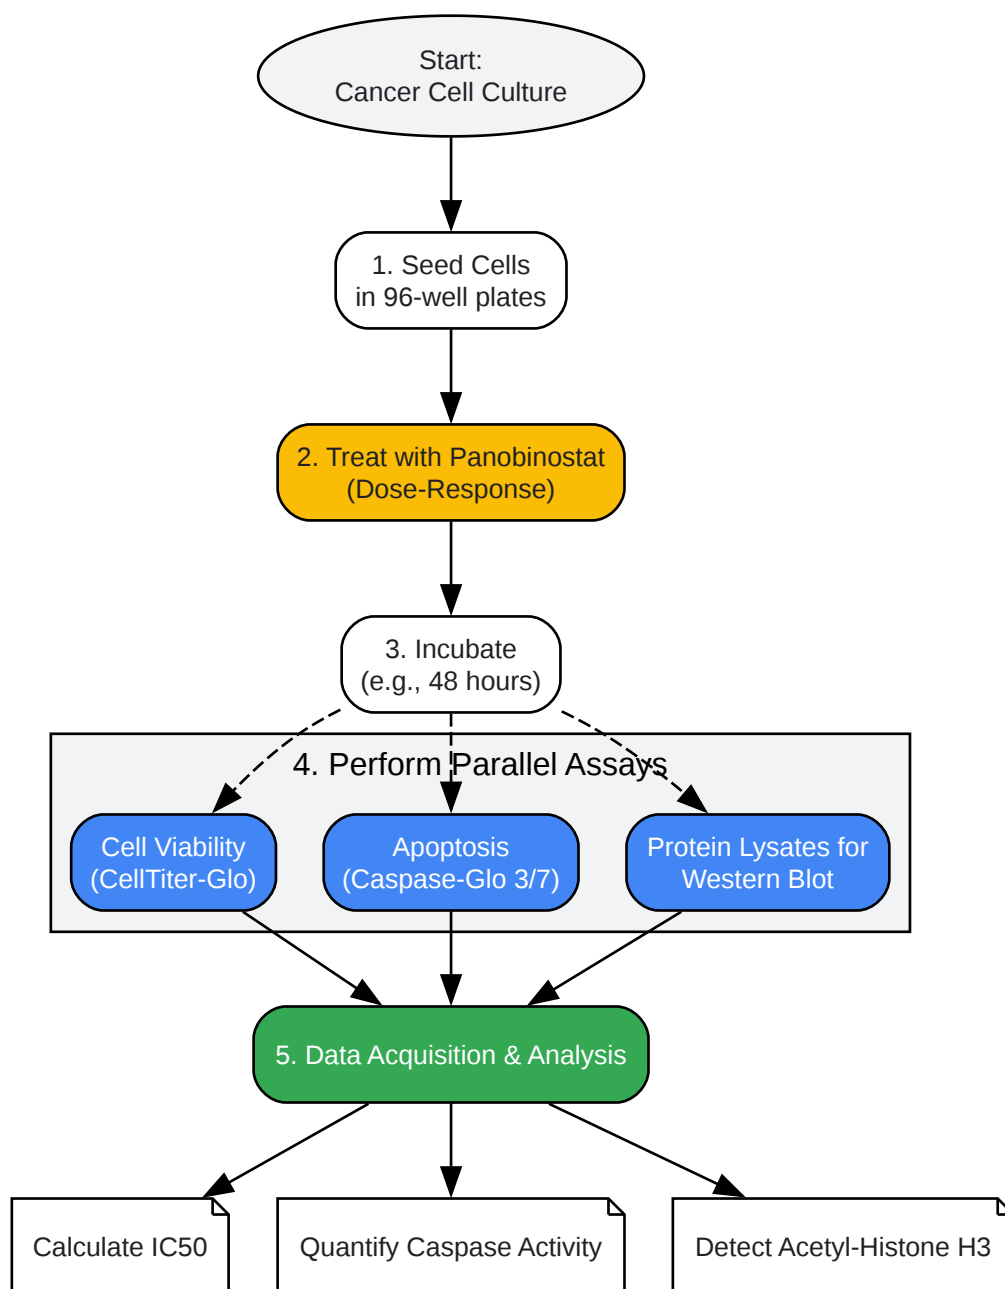 Start:
Cancer Cell Culture
1. Seed Cells
in 96-well plates
2. Treat with Panobinostat
(Dose-Response)
3. Incubate
(e.g., 48 hours)
4. Perform Parallel Assays
Cell Viability
(CellTiter-Glo)
Apoptosis
(Caspase-Glo 3/7)
Protein Lysates for
Western Blot
5. Data Acquisition & Analysis
Calculate IC50
Quantify Caspase Activity
Detect Acetyl-Histone H3